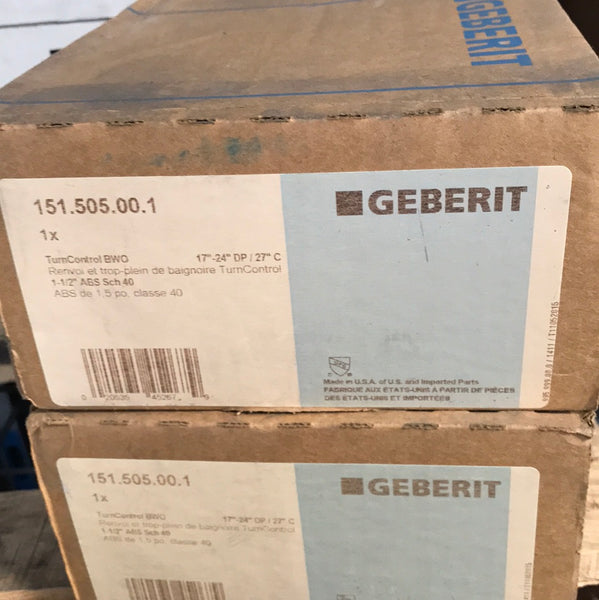 GEBERIT
151.505.00.1
GEBERIT
1x
TurnControl BWO 17"-24" DP / 27" C
Renvoi et trop-plein de baignoire TurnControl
1-1/2" ABS Sch 40
ABS de 1,5 po, classe 40
Made in U.S.A. of U.S. and Imported Parts
FABRIQUE AUX ÉTATS-UNIS À PARTIR DE PIÈCES
DES ÉTATS-UNIS ET IMPORTÉES
151.505.00.1
GEBERIT
1x
TurnControl BWO 17"-24" DP / 27" C
Renvoi et trop-plein de baignoire TurnControl
1-1/2" ABS Sch 40
ABS de 1,5 po, classe 40